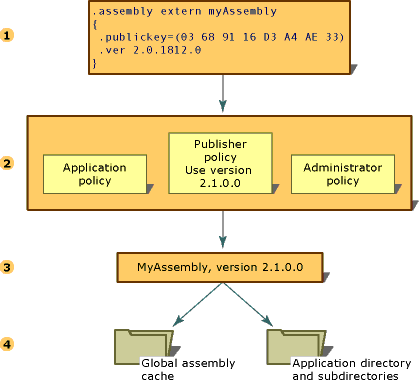 .assembly extern myAssembly
{
.publickey=(03 68 91 16 D3 A4 AE 33)
.ver 2.0.1812.0
}
1
2
Application
policy
Publisher
policy
Use version
2.1.0.0
Administrator
policy
3
MyAssembly, version 2.1.0.0
4
Global assembly
cache
Application directory
and subdirectories